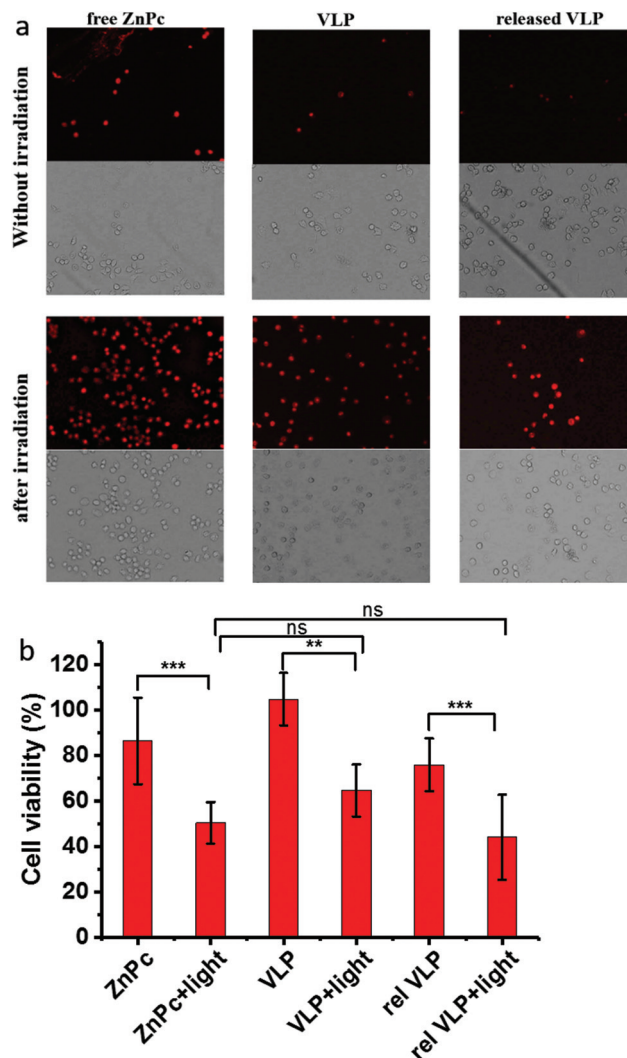 a
free ZnPc
VLP
released VLP
Without irradiation
after irradiation
b
ns
ns
***
**
***
Cell viability (%)
120
100
80
60
40
20
0
ZnPc
ZnPc+light
VLP
VLP+light
rel VLP
rel VLP+light